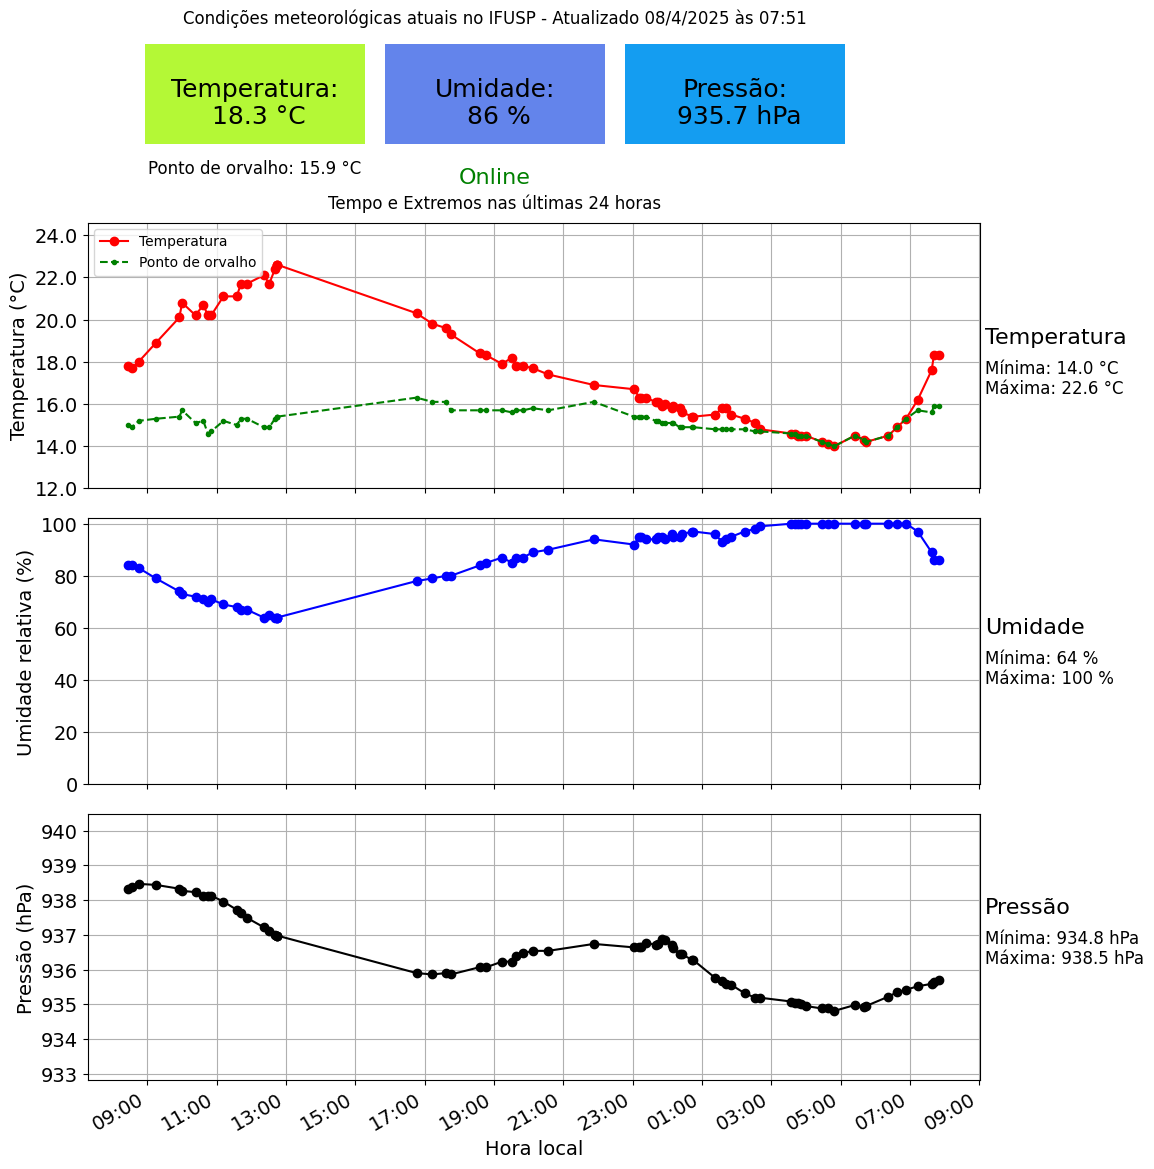 Condições meteorológicas atuais no IFUSP - Atualizado 08/4/2025 às 07:51
Temperatura:
18.3 °C
Umidade:
86 %
Pressão:
935.7 hPa
Ponto de orvalho: 15.9 °C
Online
Tempo e Extremos nas últimas 24 horas
Temperatura (°C)
24.0
22.0
20.0
18.0
16.0
14.0
12.0
Temperatura
Ponto de orvalho
Temperatura
Mínima: 14.0 °C
Máxima: 22.6 °C
Umidade relativa (%)
100
80
60
40
20
0
Umidade
Mínima: 64 %
Máxima: 100 %
Pressão (hPa)
940
939
938
937
936
935
934
933
Pressão
Mínima: 934.8 hPa
Máxima: 938.5 hPa
09:00
11:00
13:00
15:00
17:00
19:00
21:00
23:00
01:00
03:00
05:00
07:00
09:00
Hora local